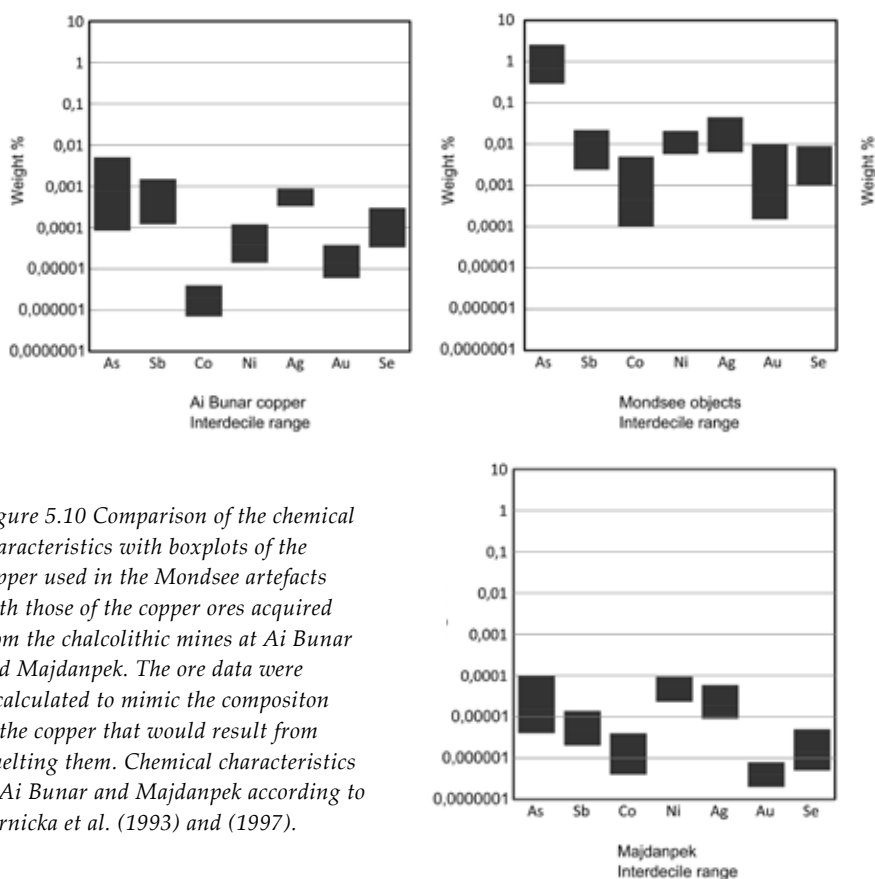 10
1
0,1
0,01
0,001
0,0001
0,00001
0,000001
0,0000001
Weight %
As Sb Co Ni Ag Au Se
Ai Bunar copper
Interdecile range
10
1
0,1
0,01
0,001
0,0001
0,00001
0,000001
0,0000001
Weight %
As Sb Co Ni Ag Au Se
Mondsee objects
Interdecile range
Weight %
gure 5.10 Comparison of the chemical
aracteristics with boxplots of the
pper used in the Mondsee artefacts
th those of the copper ores acquired
om the chalcolithic mines at Ai Bunar
d Majdanpek. The ore data were
calculated to mimic the compositon
the copper that would result from
elting them. Chemical characteristics
Ai Bunar and Majdanpek according to
rnicka et al. (1993) and (1997).
10
1
0,1
0,01
0,001
0,0001
0,00001
0,000001
0,0000001
As Sb Co Ni Ag Au Se
Majdanpek
Interdecile range